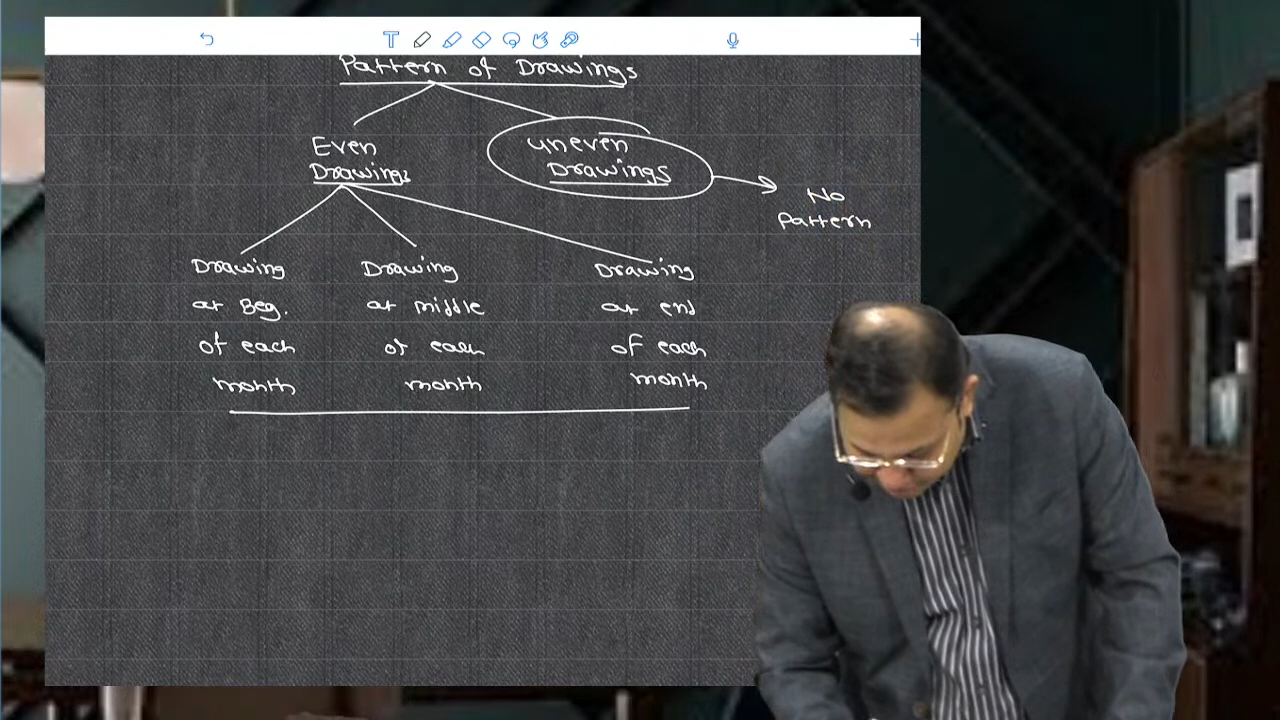 Pattern of Drawings
Even
Drawings
uneven
Drawings
No
Pattern
Drawing
at Beg.
of each
month
Drawing
at middle
of each
month
Drawing
at end
of each
month